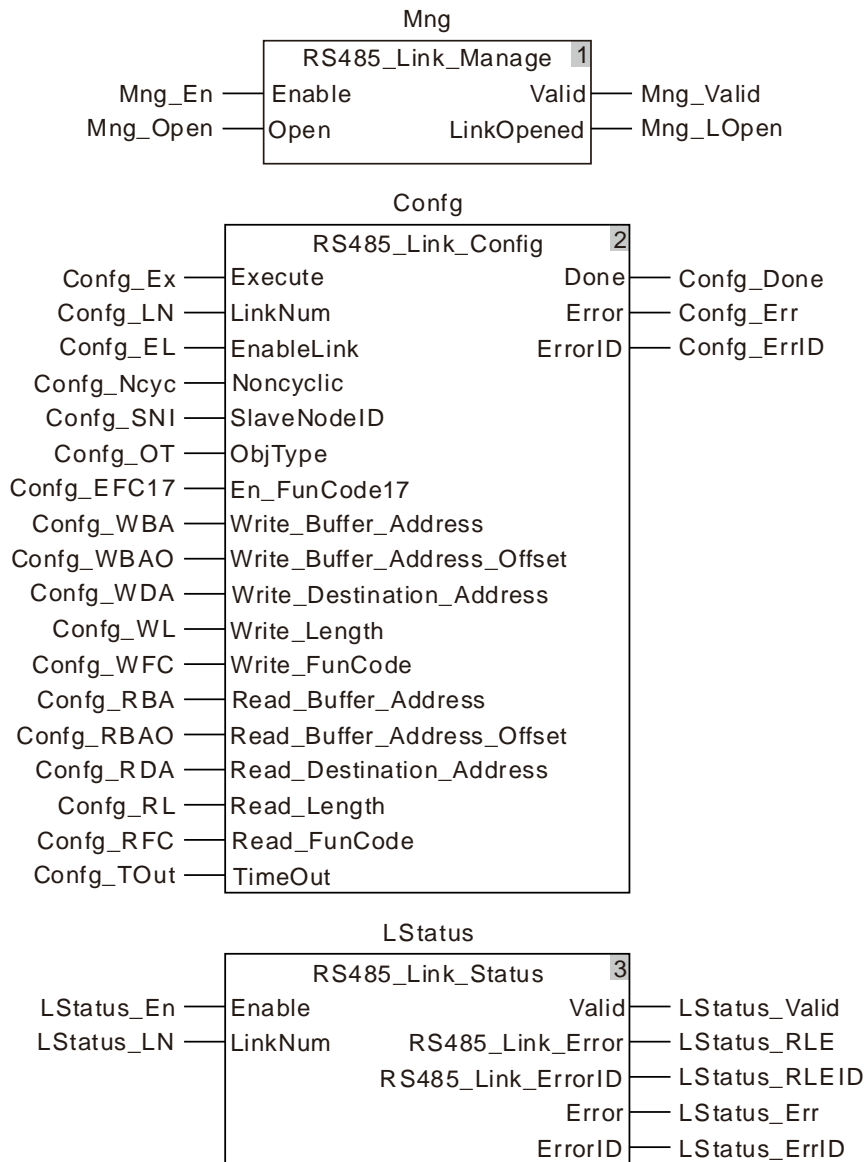 Mng
RS485_Link_Manage 1
Mng_En Enable Valid Mng_Valid
Mng_Open Open LinkOpened Mng_LOpen
Confg
RS485_Link_Config 2
Confg_Ex Execute Done Confg_Done
Confg_LN LinkNum Error Confg_Err
Confg_EL EnableLink ErrorID Confg_ErrID
Confg_Ncyc Noncyclic
Confg_SNI SlaveNodeID
Confg_OT ObjType
Confg_EFC17 En_FunCode17
Confg_WBA Write_Buffer_Address
Confg_WBAO Write_Buffer_Address_Offset
Confg_WDA Write_Destination_Address
Confg_WL Write_Length
Confg_WFC Write_FunCode
Confg_RBA Read_Buffer_Address
Confg_RBAO Read_Buffer_Address_Offset
Confg_RDA Read_Destination_Address
Confg_RL Read_Length
Confg_RFC Read_FunCode
Confg_TOut TimeOut
LStatus
RS485_Link_Status 3
LStatus_En Enable Valid LStatus_Valid
LStatus_LN LinkNum RS485_Link_Error LStatus_RLE
RS485_Link_ErrorID LStatus_RLEID
Error LStatus_Err
ErrorID LStatus_ErrID